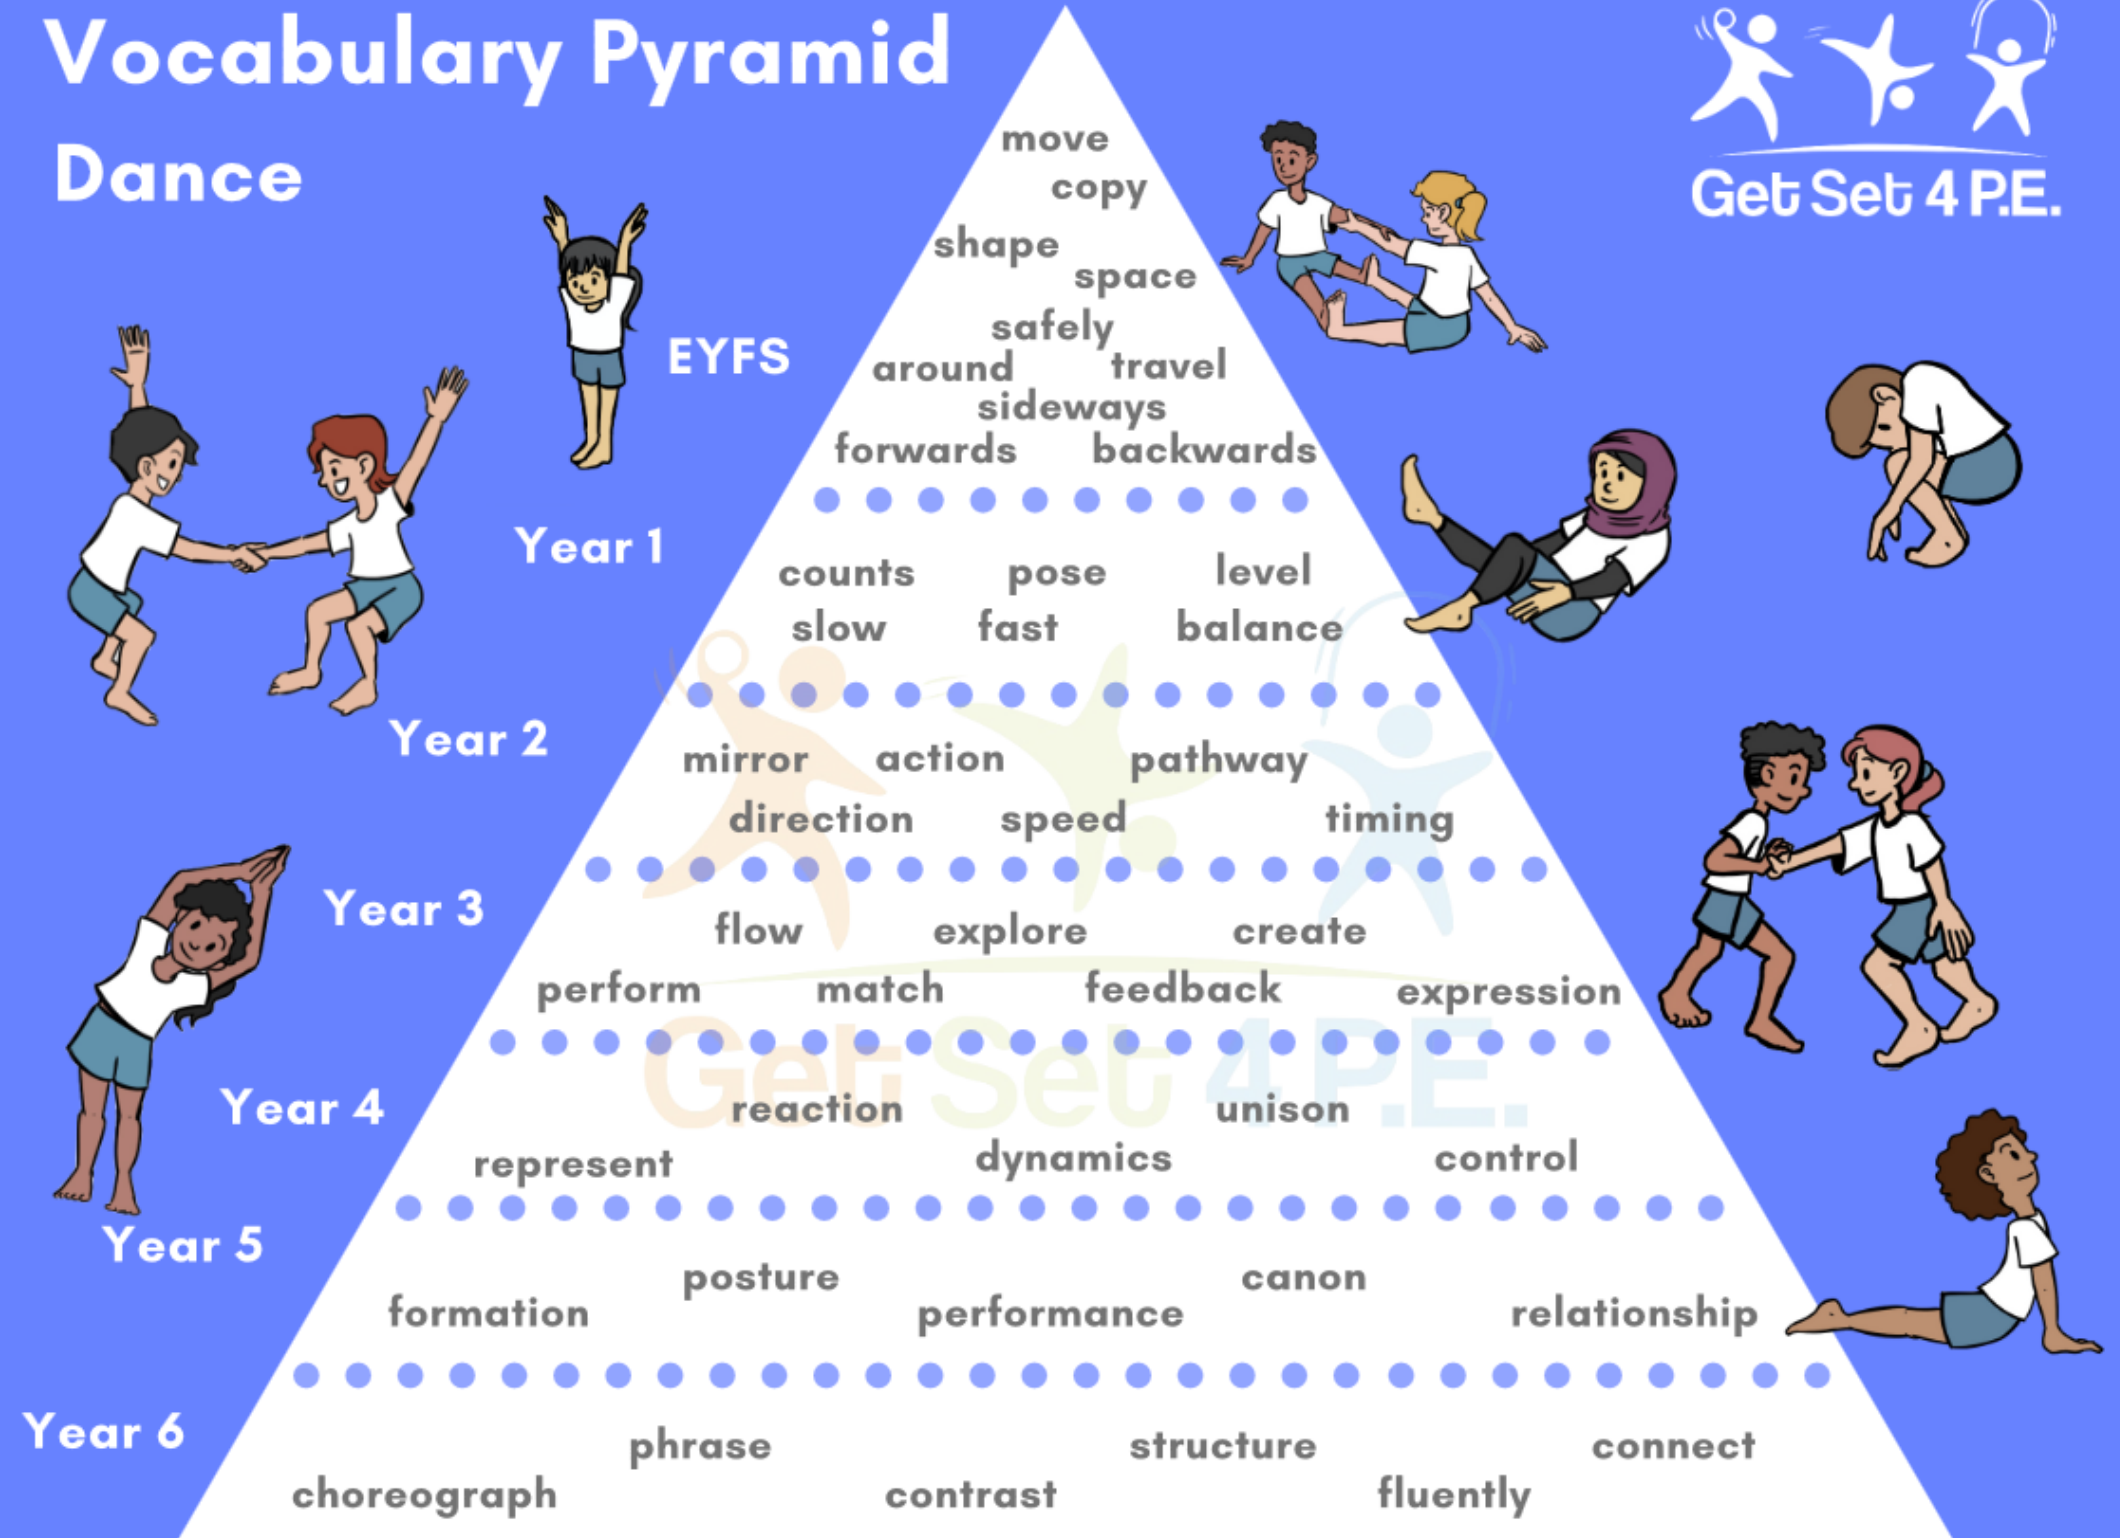 Vocabulary Pyramid
Dance
Get Set 4 P.E.
EYFS
move
copy
shape
space
safely
around travel
sideways
forwards backwards
Year 1
counts pose level
slow fast balance
Year 2
mirror action pathway
direction speed timing
Year 3
flow explore create
perform match feedback expression
Get Set 4 P.E.
Year 4
reaction unison
represent dynamics control
Year 5
posture canon
formation performance relationship
Year 6
phrase structure connect
choreograph contrast fluently